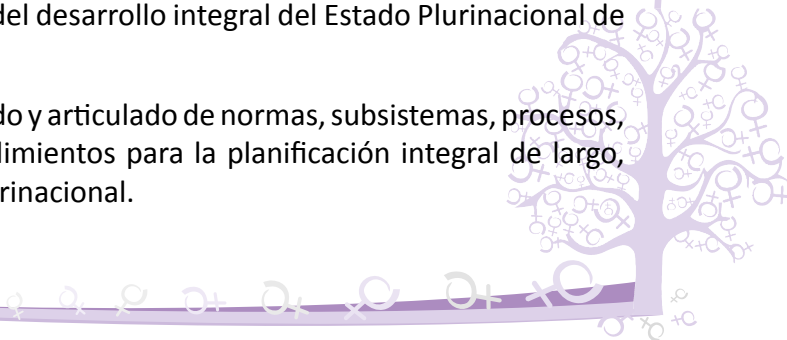 del desarrollo integral del Estado Plurinacional de
do y articulado de normas, subsistemas, procesos,
dimientos para la planificación integral de largo,
urinacional.